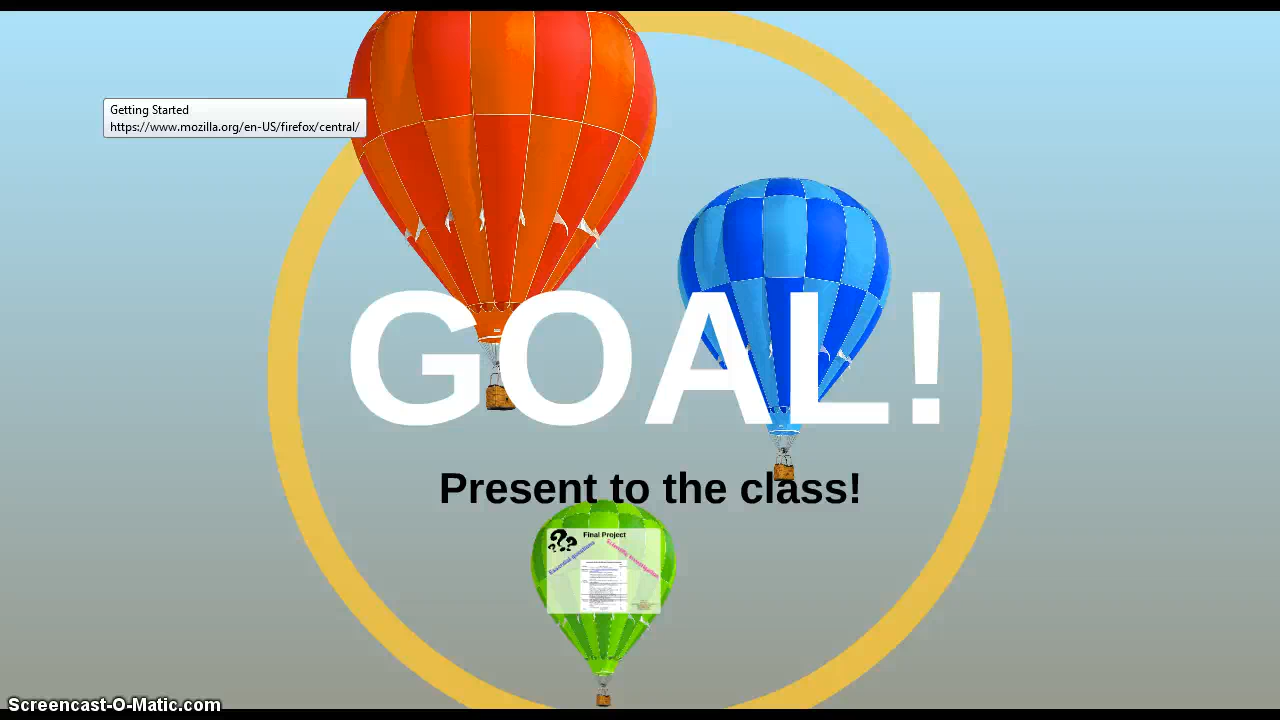 Getting Started
https://www.mozilla.org/en-US/firefox/central/
GOAL!
Present to the class!
Final Project
???
Essential questions
Scientific Investigation
Screencast-O-Matic.com